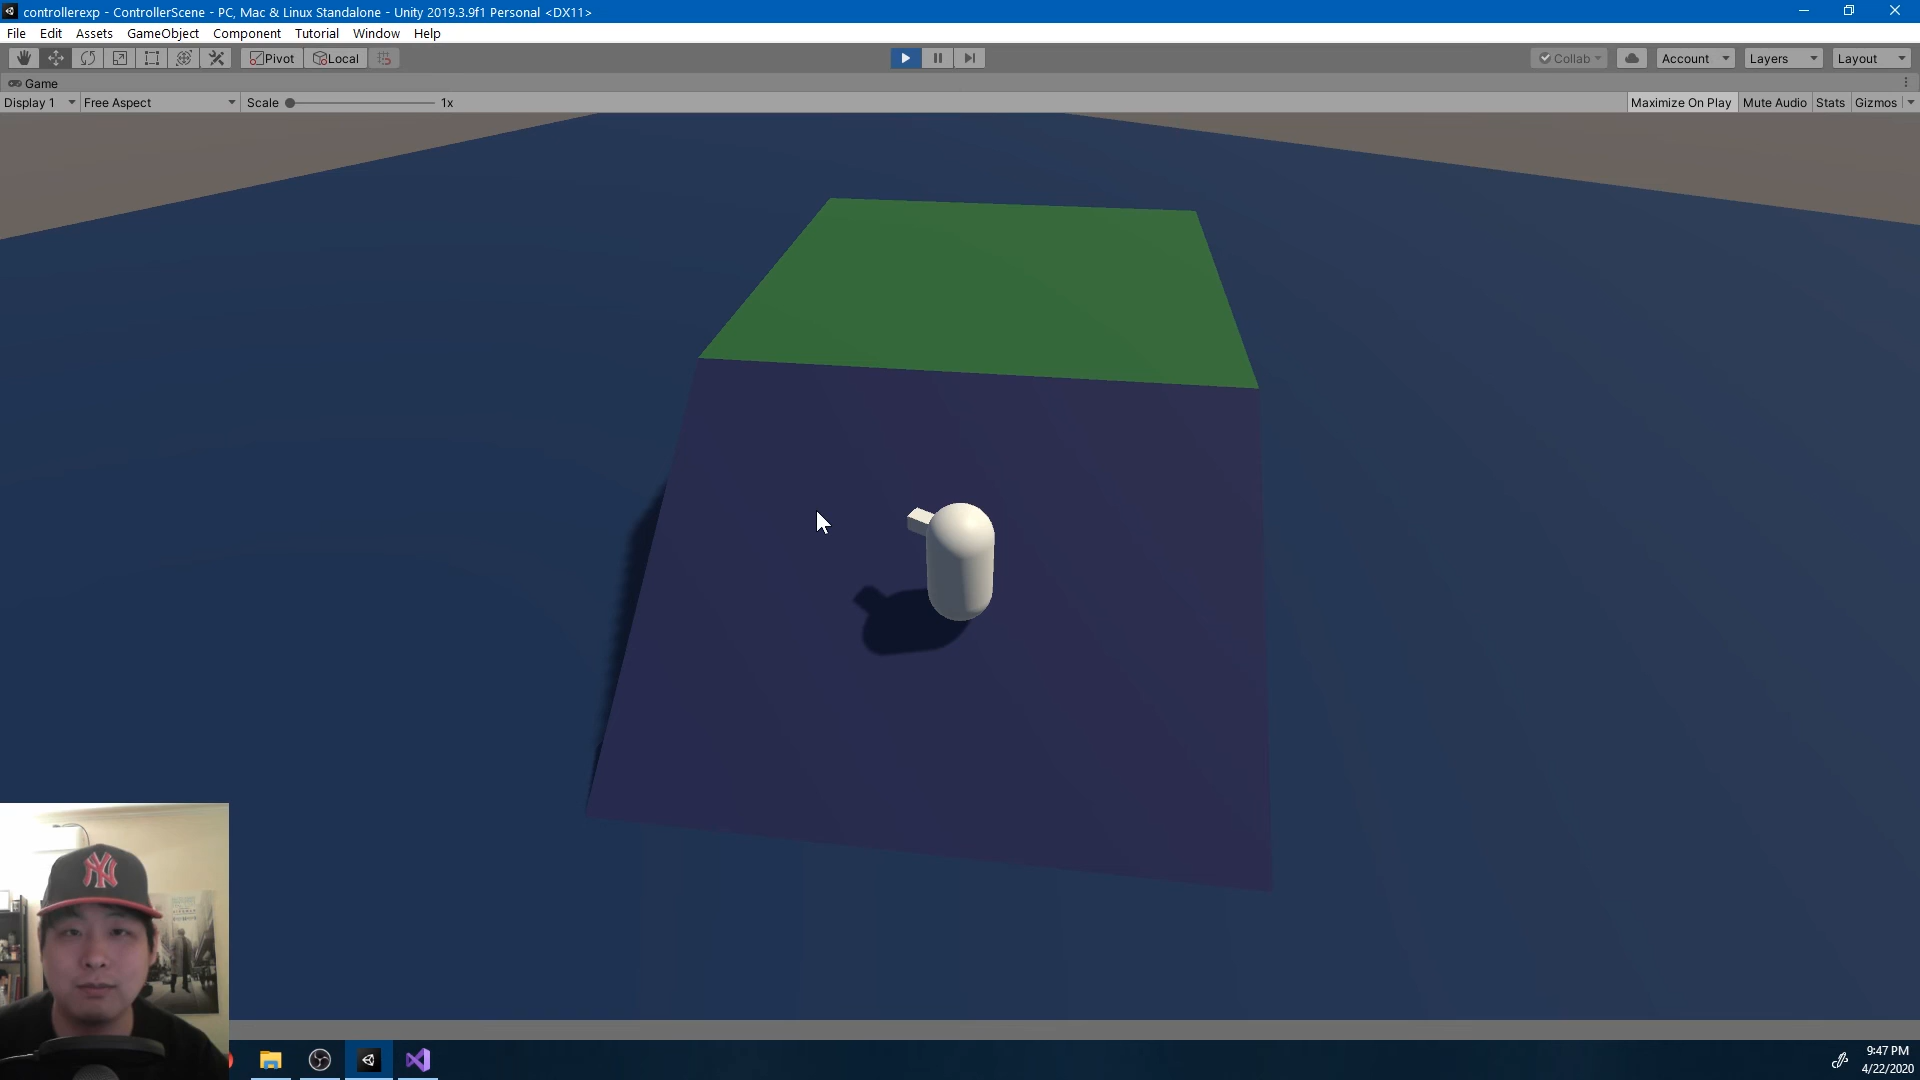 controllerexp - ControllerScene - PC, Mac & Linux Standalone - Unity 2019.3.9f1 Personal <DX11>
File Edit Assets GameObject Component Tutorial Window Help
Pivot Local Collab Account Layers Layout
Game
Display 1 Free Aspect Scale 1x Maximize On Play Mute Audio Stats Gizmos
NY
9:47 PM
4/22/2020